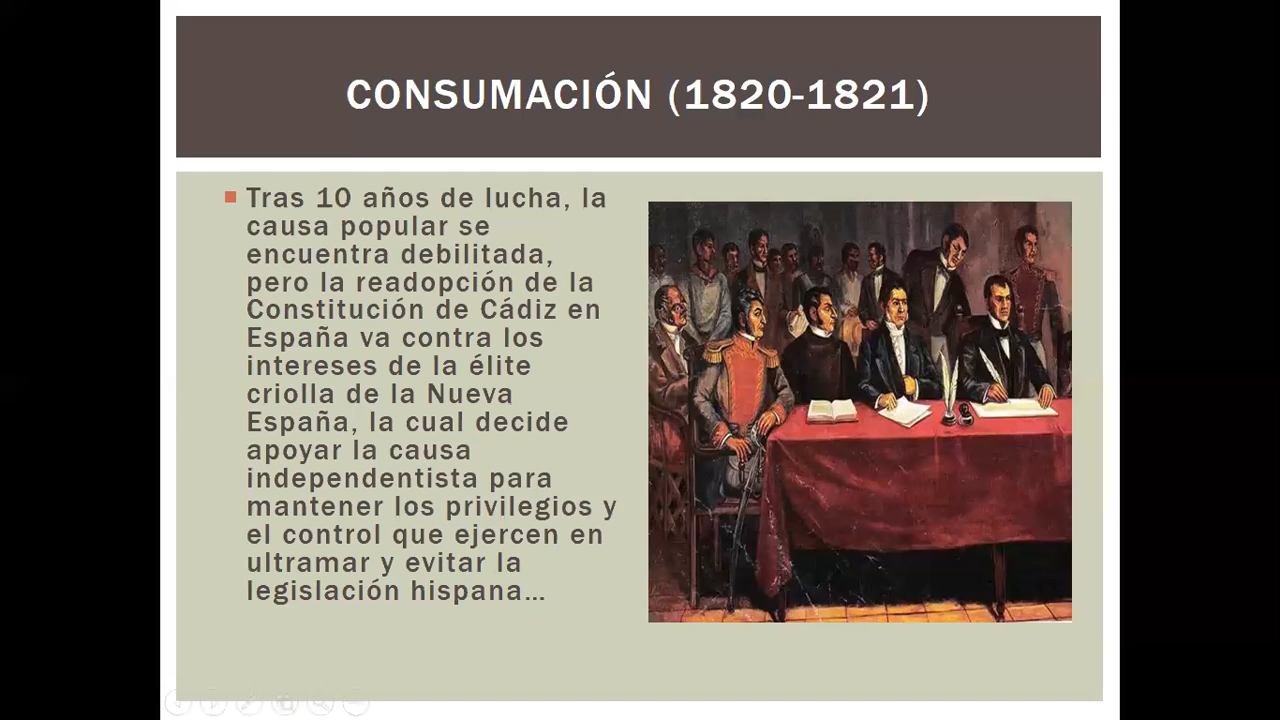 CONSUMACIÓN (1820-1821)
Tras 10 años de lucha, la
causa popular se
encuentra debilitada,
pero la readopción de la
Constitución de Cádiz en
España va contra los
intereses de la élite
criolla de la Nueva
España, la cual decide
apoyar la causa
independentista para
mantener los privilegios y
el control que ejercen en
ultramar y evitar la
legislación hispana...